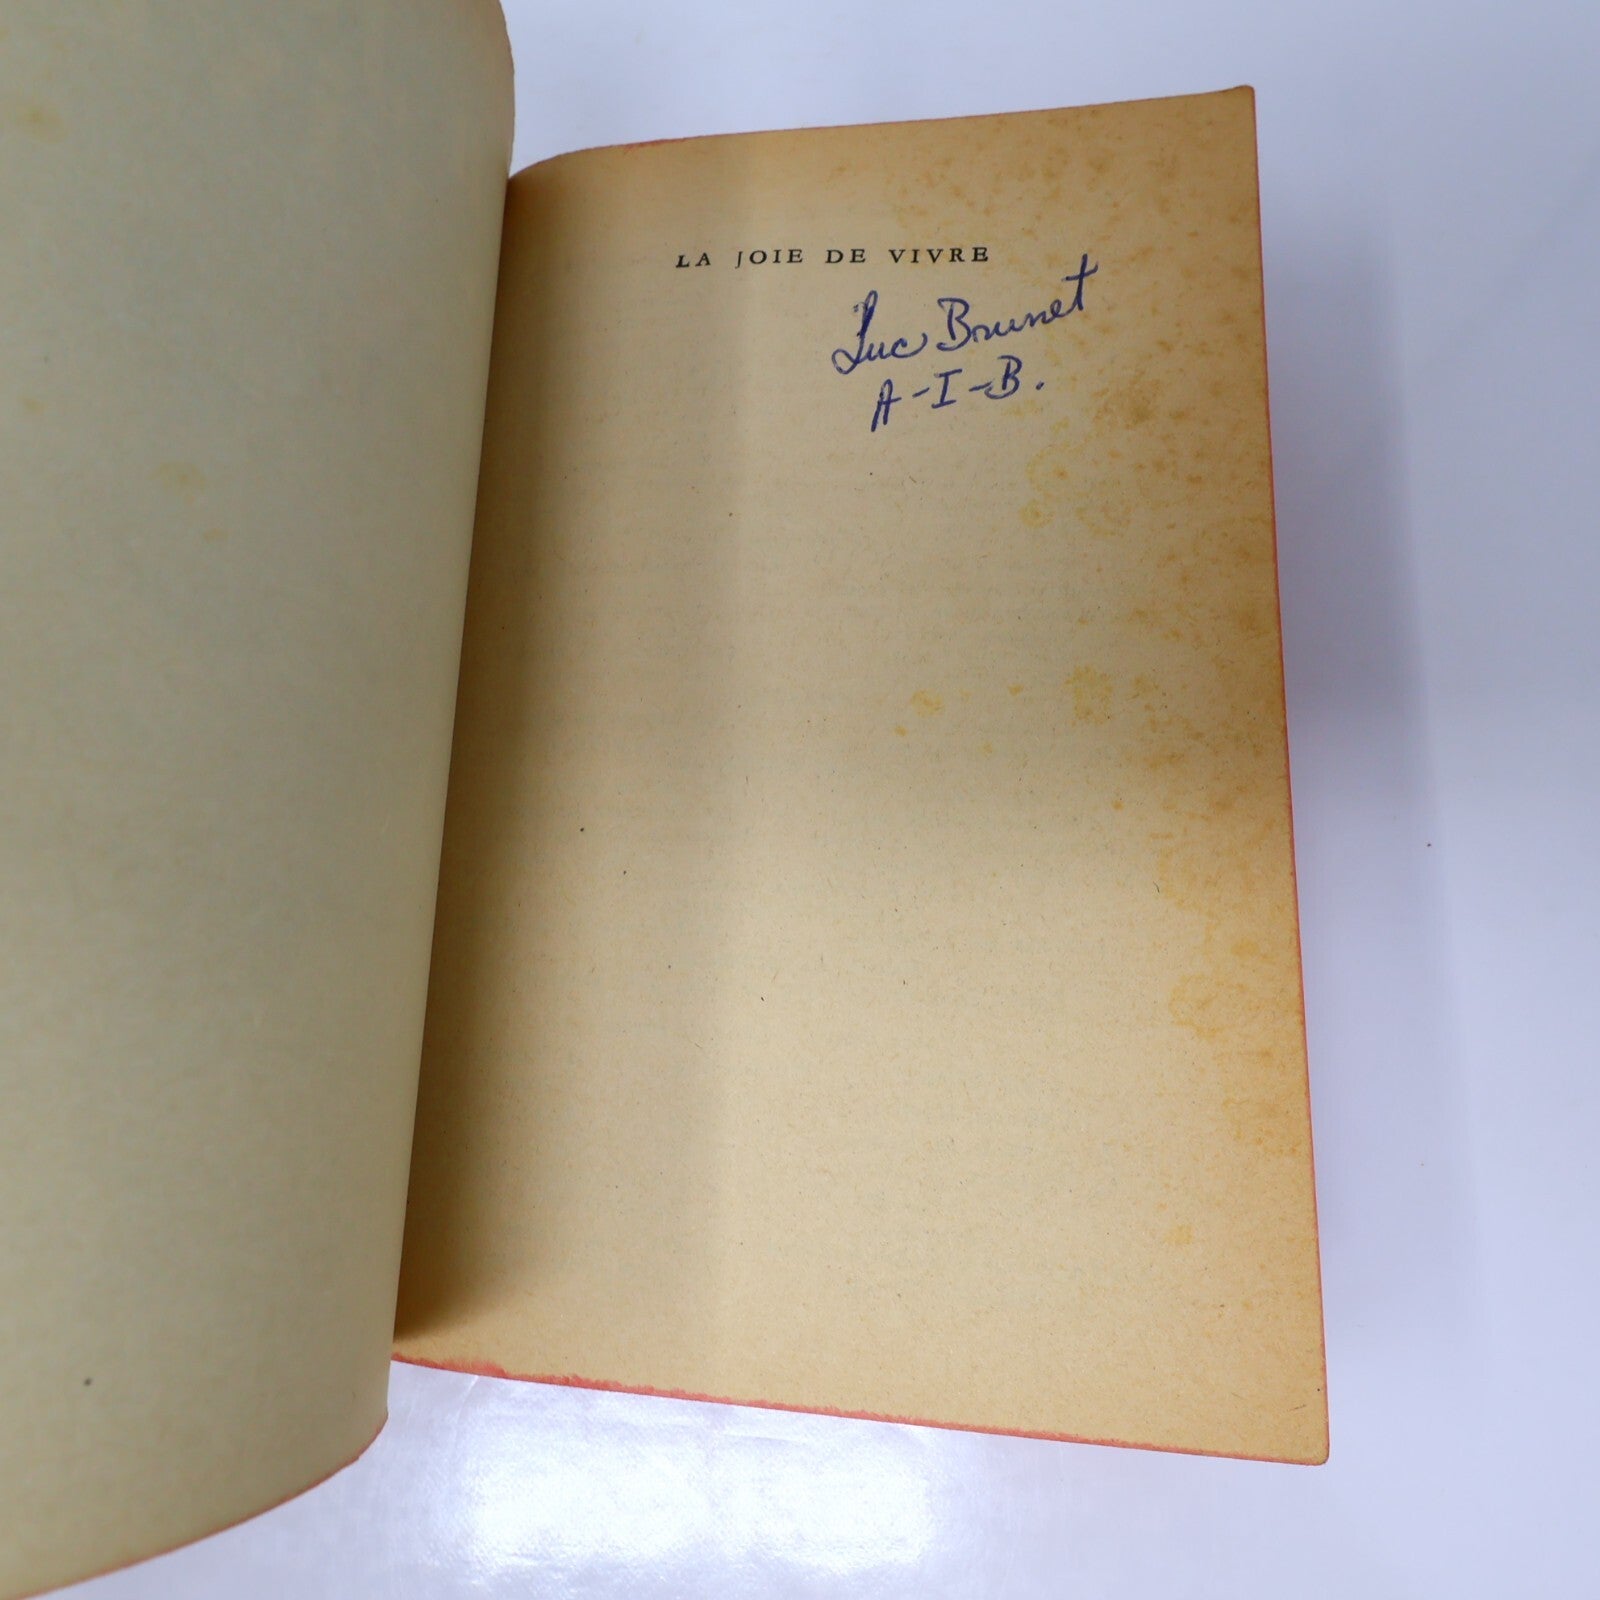 LA JOIE DE VIVRE
Luc Brunet
A-I-B.